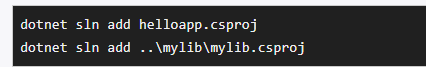 dotnet sln add helloapp.csproj
dotnet sln add ..\mylib\mylib.csproj